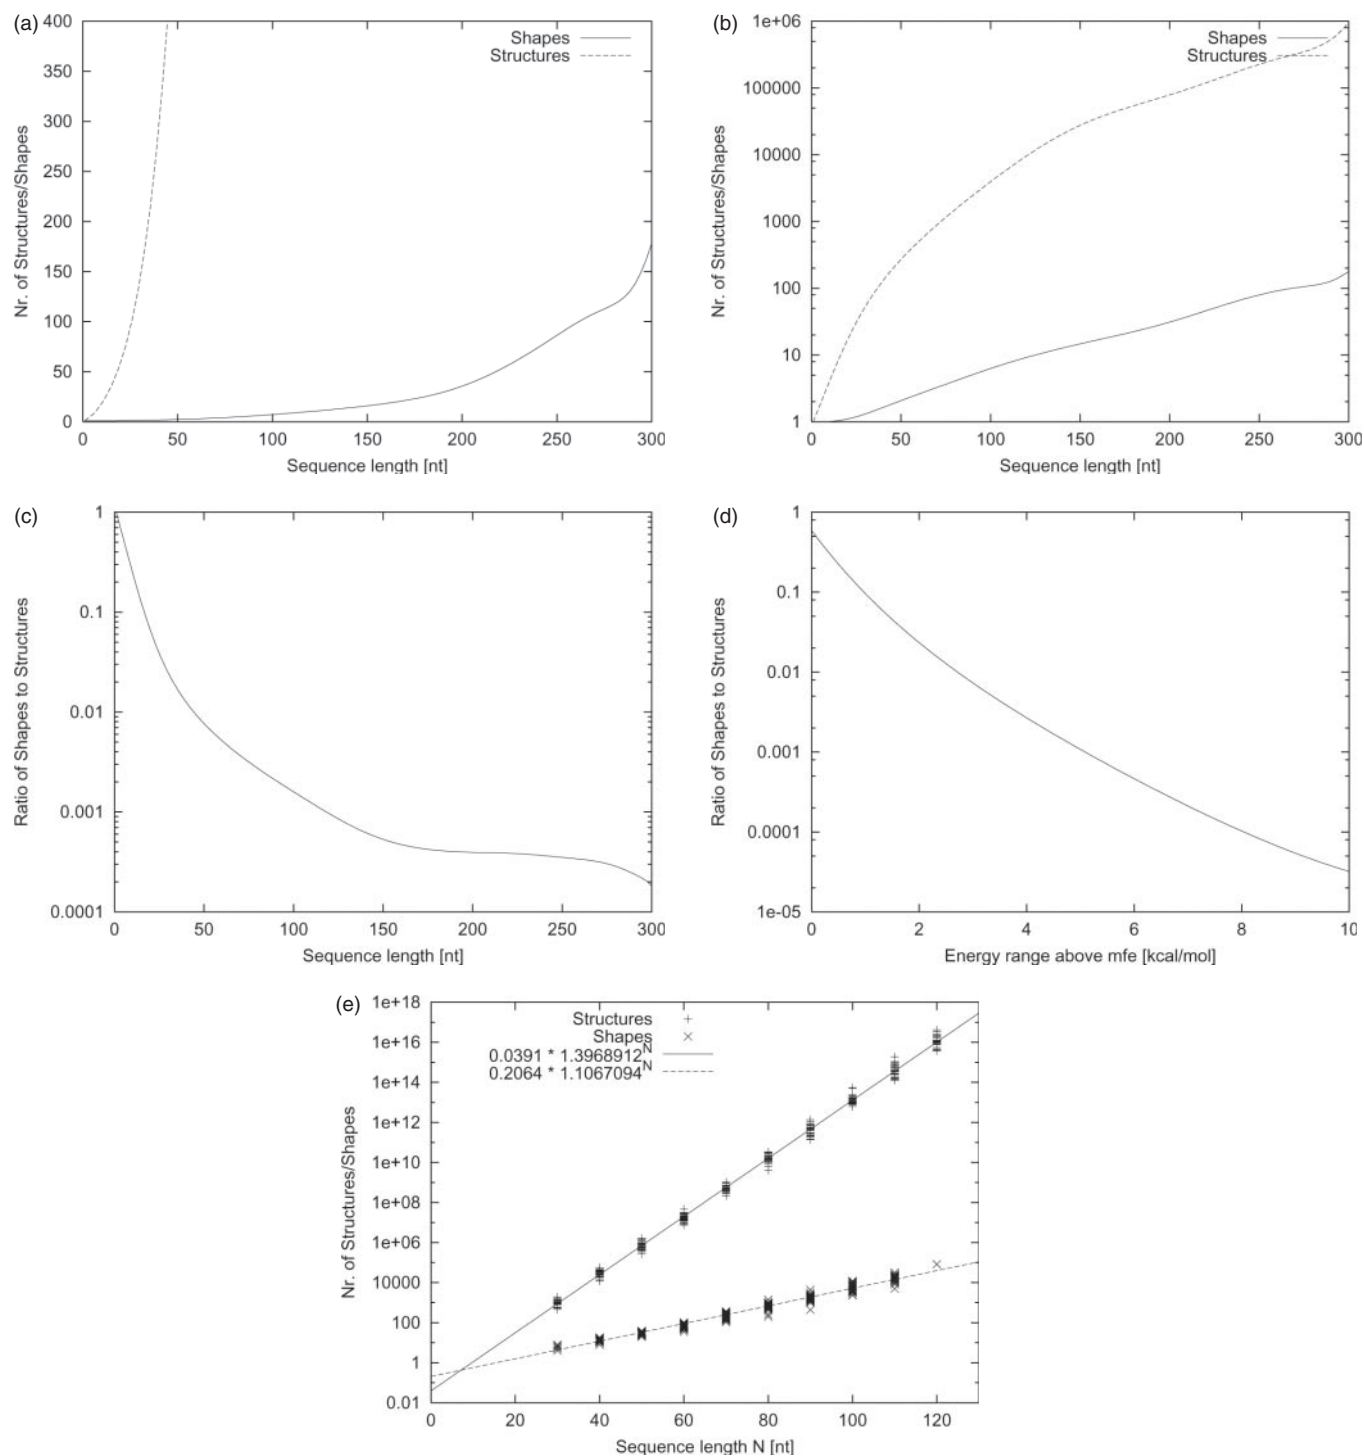 (a)
400
350
300
250
200
150
100
50
0
Nr. of Structures/Shapes
Shapes
Structures
0 50 100 150 200 250 300
Sequence length [nt]
(b)
1e+06
100000
10000
1000
100
10
1
Nr. of Structures/Shapes
Shapes
Structures
0 50 100 150 200 250 300
Sequence length [nt]
(c)
1
0.1
0.01
0.001
0.0001
Ratio of Shapes to Structures
0 50 100 150 200 250 300
Sequence length [nt]
(d)
1
0.1
0.01
0.001
0.0001
1e-05
Ratio of Shapes to Structures
0 2 4 6 8 10
Energy range above mfe [kcal/mol]
(e)
1e+18
1e+16
1e+14
1e+12
1e+10
1e+08
1e+06
10000
100
1
0.01
Nr. of Structures/Shapes
Structures +
Shapes ×
0.0391 * 1.3968912^N
0.2064 * 1.1067094^N
0 20 40 60 80 100 120
Sequence length N [nt]